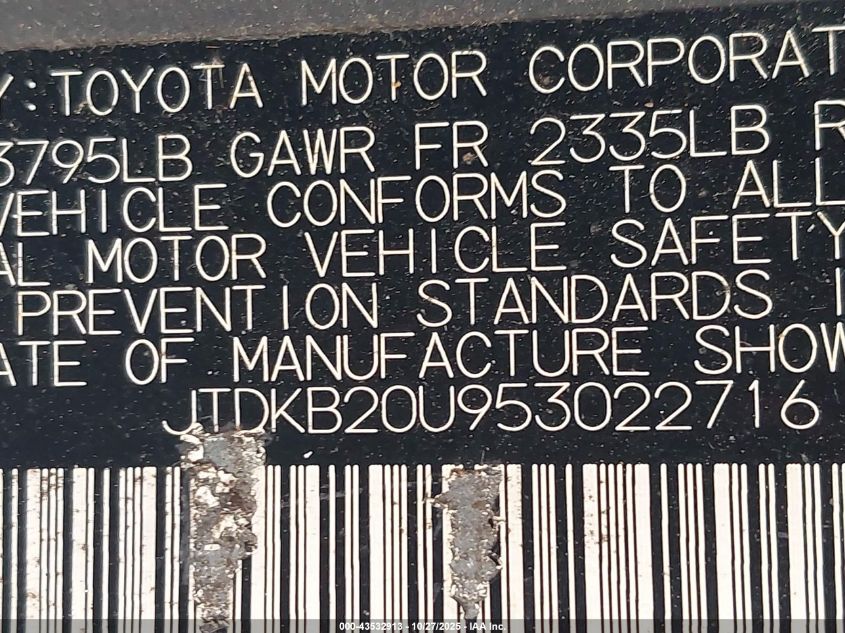 Y:TOYOTA MOTOR CORPORAT
3795LB GAWR FR 2335LB R
VEHICLE CONFORMS TO ALL
AL MOTOR VEHICLE SAFETY
PREVENTION STANDARDS I
ATE OF MANUFACTURE SHOW
JTDKB20U953022716
000-43532913 - 10/27/2025 - IAA Inc.